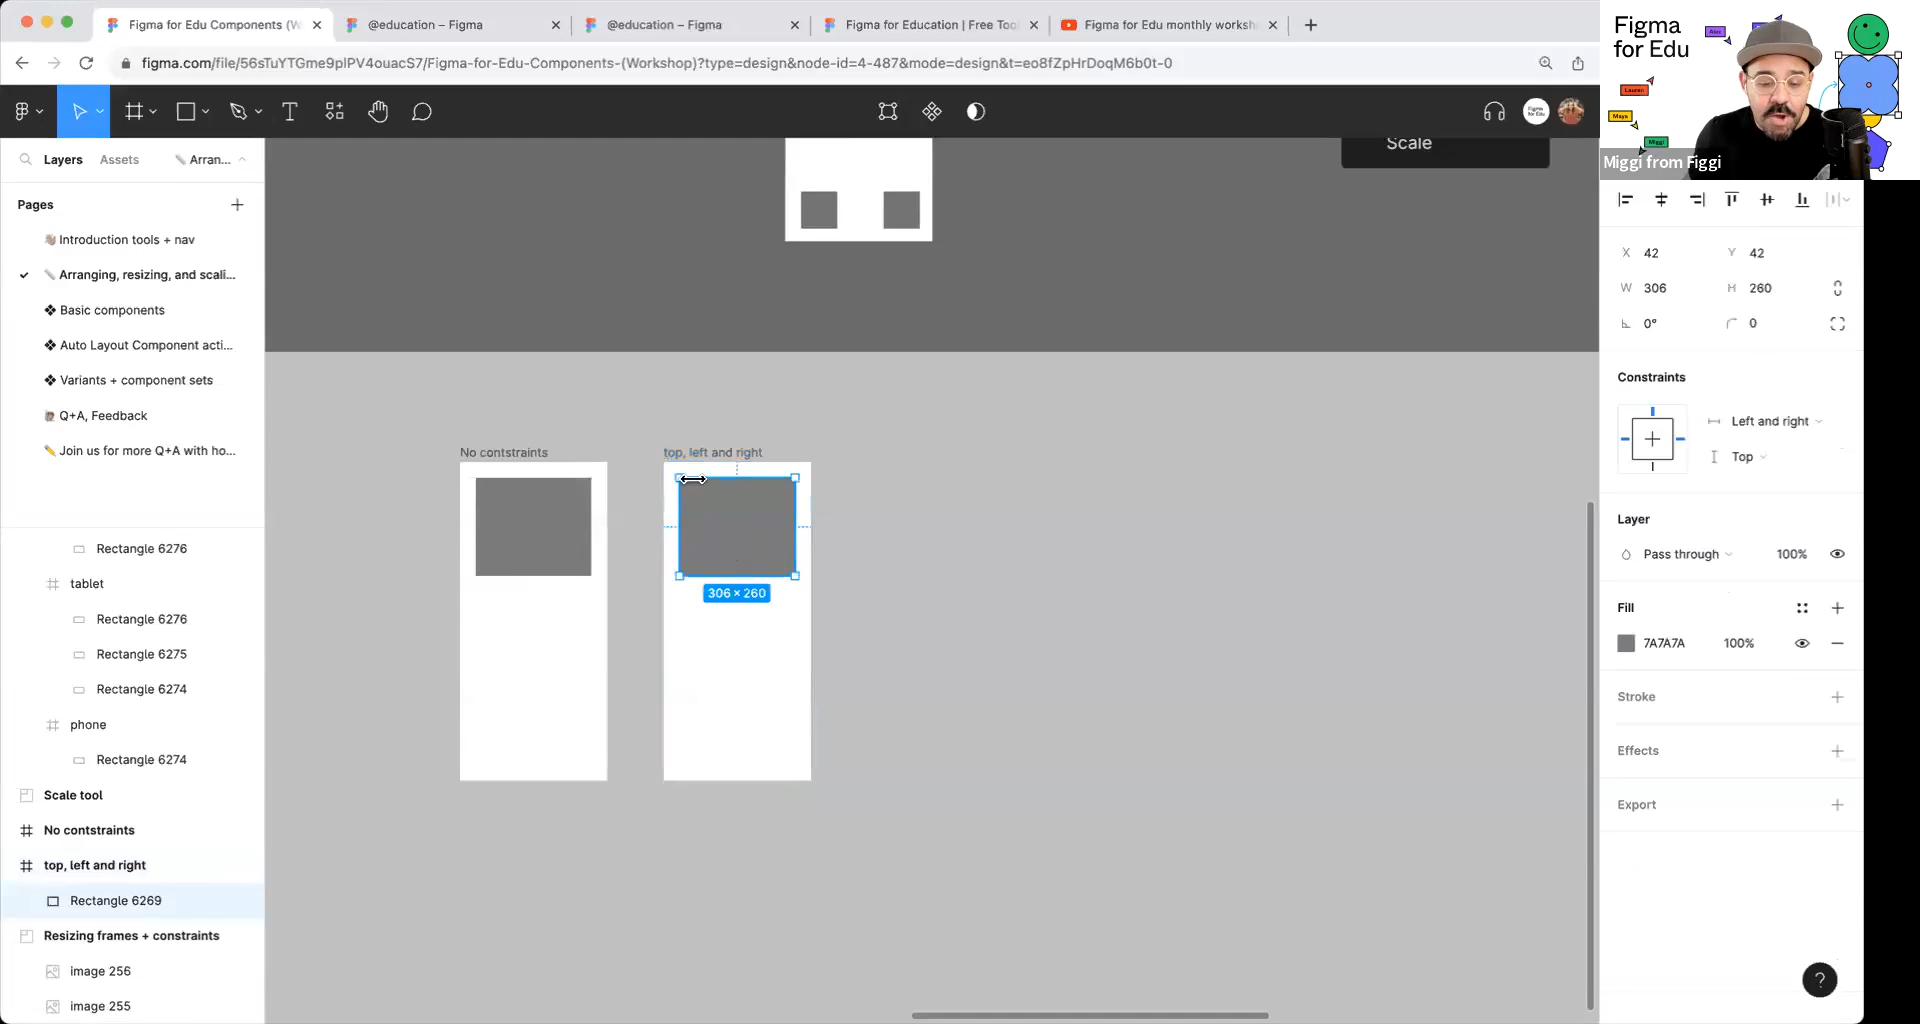 Figma for Edu Components (W
@education – Figma
@education – Figma
Figma for Education | Free Too
Figma for Edu monthly worksh
figma.com/file/56sTuYTGme9plPV4ouacS7/Figma-for-Edu-Components-(Workshop)?type=design&node-id=4-487&mode=design&t=eo8fZpHrDoqM6b0t-0
Figma
for Edu
Alex
Lauren
Maya
Miggi
Miggi from Figgi
Layers
Assets
Arran...
Scale
Pages
Introduction tools + nav
Arranging, resizing, and scali...
Basic components
Auto Layout Component acti...
Variants + component sets
Q+A, Feedback
Join us for more Q+A with ho...
Rectangle 6276
tablet
Rectangle 6276
Rectangle 6275
Rectangle 6274
phone
Rectangle 6274
Scale tool
No contstraints
top, left and right
Rectangle 6269
Resizing frames + constraints
image 256
image 255
No contstraints
top, left and right
306 × 260
X 42
Y 42
W 306
H 260
0°
0
Constraints
Left and right
Top
Layer
Pass through
100%
Fill
7A7A7A
100%
Stroke
Effects
Export
?